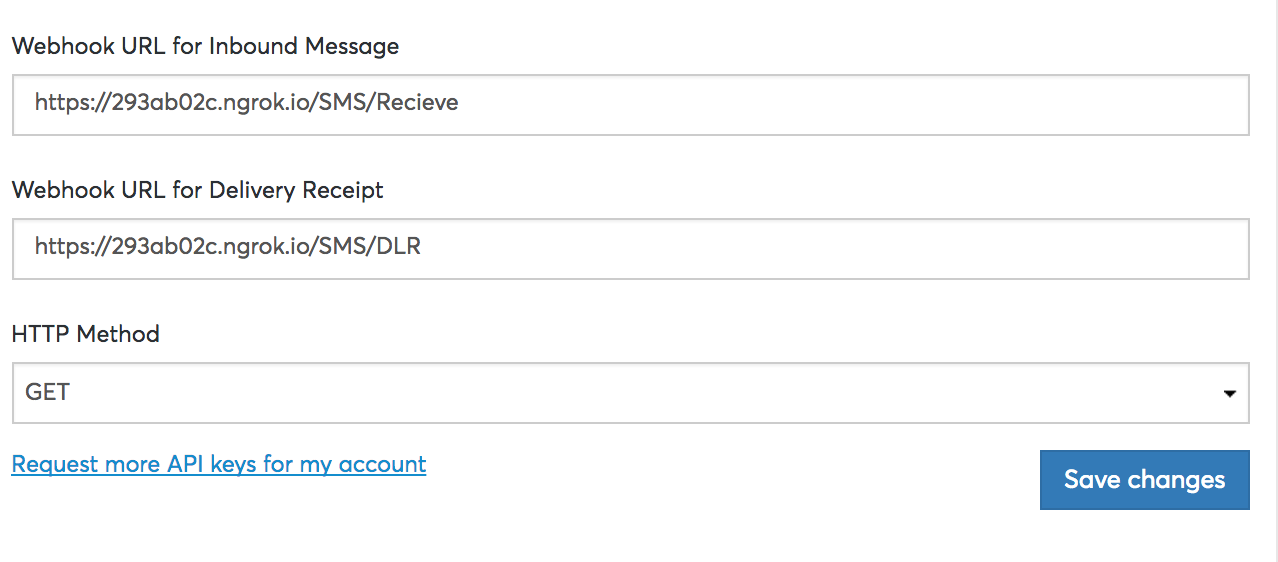 Webhook URL for Inbound Message
https://293ab02c.ngrok.io/SMS/Recieve
Webhook URL for Delivery Receipt
https://293ab02c.ngrok.io/SMS/DLR
HTTP Method
GET
Request more API keys for my account
Save changes